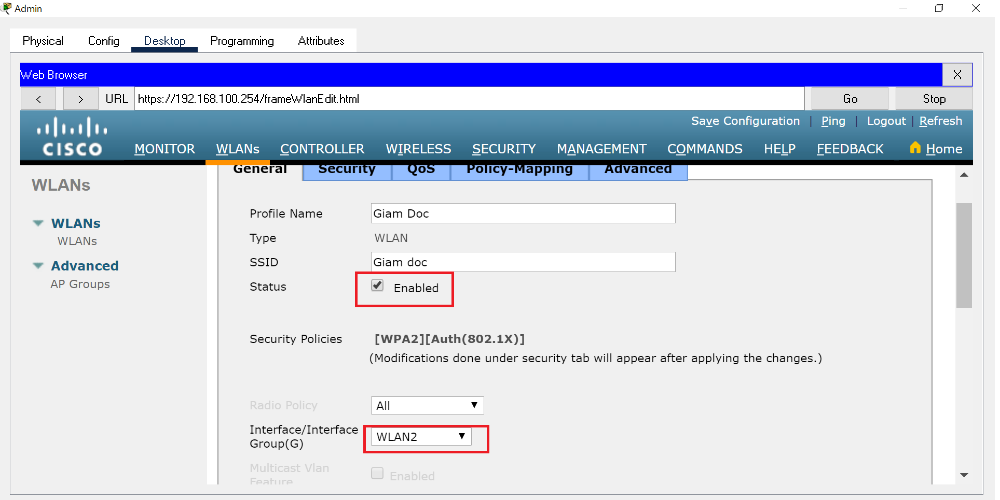 Admin
Physical Config Desktop Programming Attributes
Web Browser X
< > URL https://192.168.100.254/frameWlanEdit.html Go Stop
Save Configuration | Ping | Logout | Refresh
CISCO MONITOR WLANs CONTROLLER WIRELESS SECURITY MANAGEMENT COMMANDS HELP FEEDBACK Home
General Security QoS Policy-Mapping Advanced
WLANs
WLANs
WLANs
Advanced
AP Groups
Profile Name Giam Doc
Type WLAN
SSID Giam doc
Status Enabled
Security Policies [WPA2][Auth(802.1X)]
(Modifications done under security tab will appear after applying the changes.)
Radio Policy All
Interface/Interface
Group(G) WLAN2
Multicast Vlan
Feature Enabled